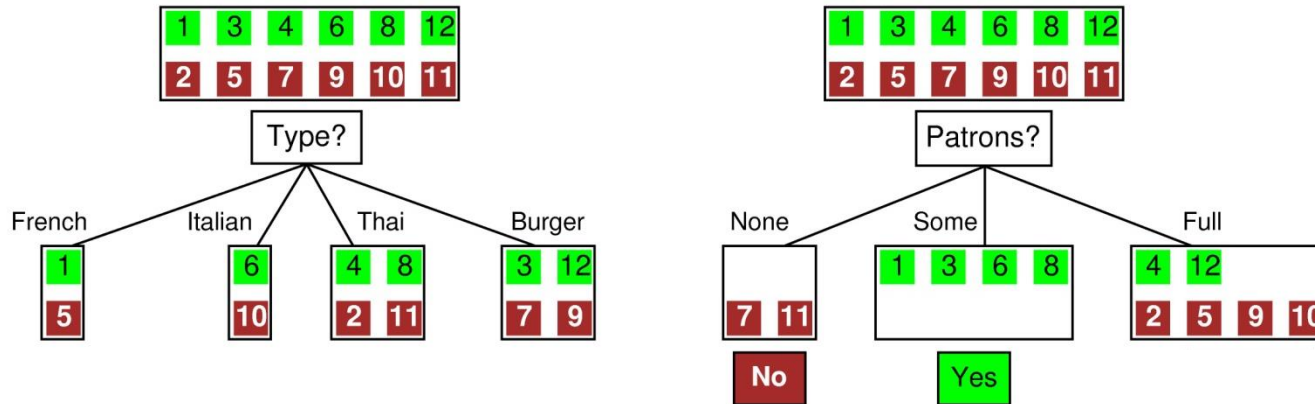 1 3 4 6 8 12
2 5 7 9 10 11
Type?
French Italian Thai Burger
1 6 4 8 3 12
5 10 2 11 7 9
1 3 4 6 8 12
2 5 7 9 10 11
Patrons?
None Some Full
1 3 6 8 4 12
7 11 2 5 9 10
No Yes